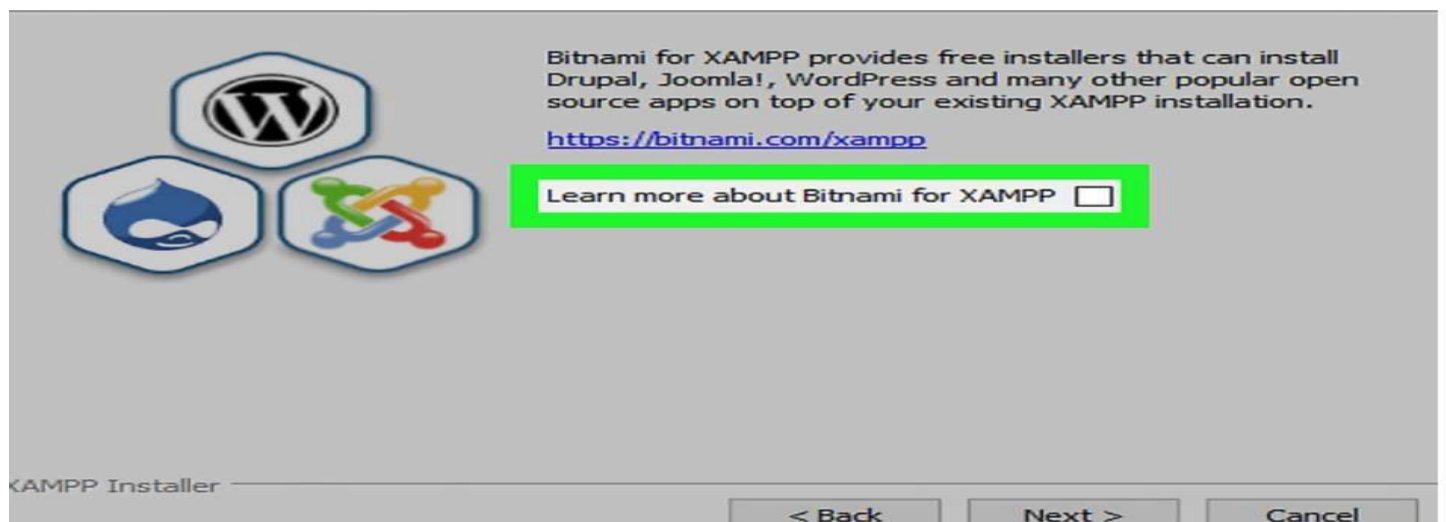 Bitnami for XAMPP provides free installers that can install
Drupal, Joomla!, WordPress and many other popular open
source apps on top of your existing XAMPP installation.
https://bitnami.com/xampp
Learn more about Bitnami for XAMPP
XAMPP Installer
< Back
Next >
Cancel